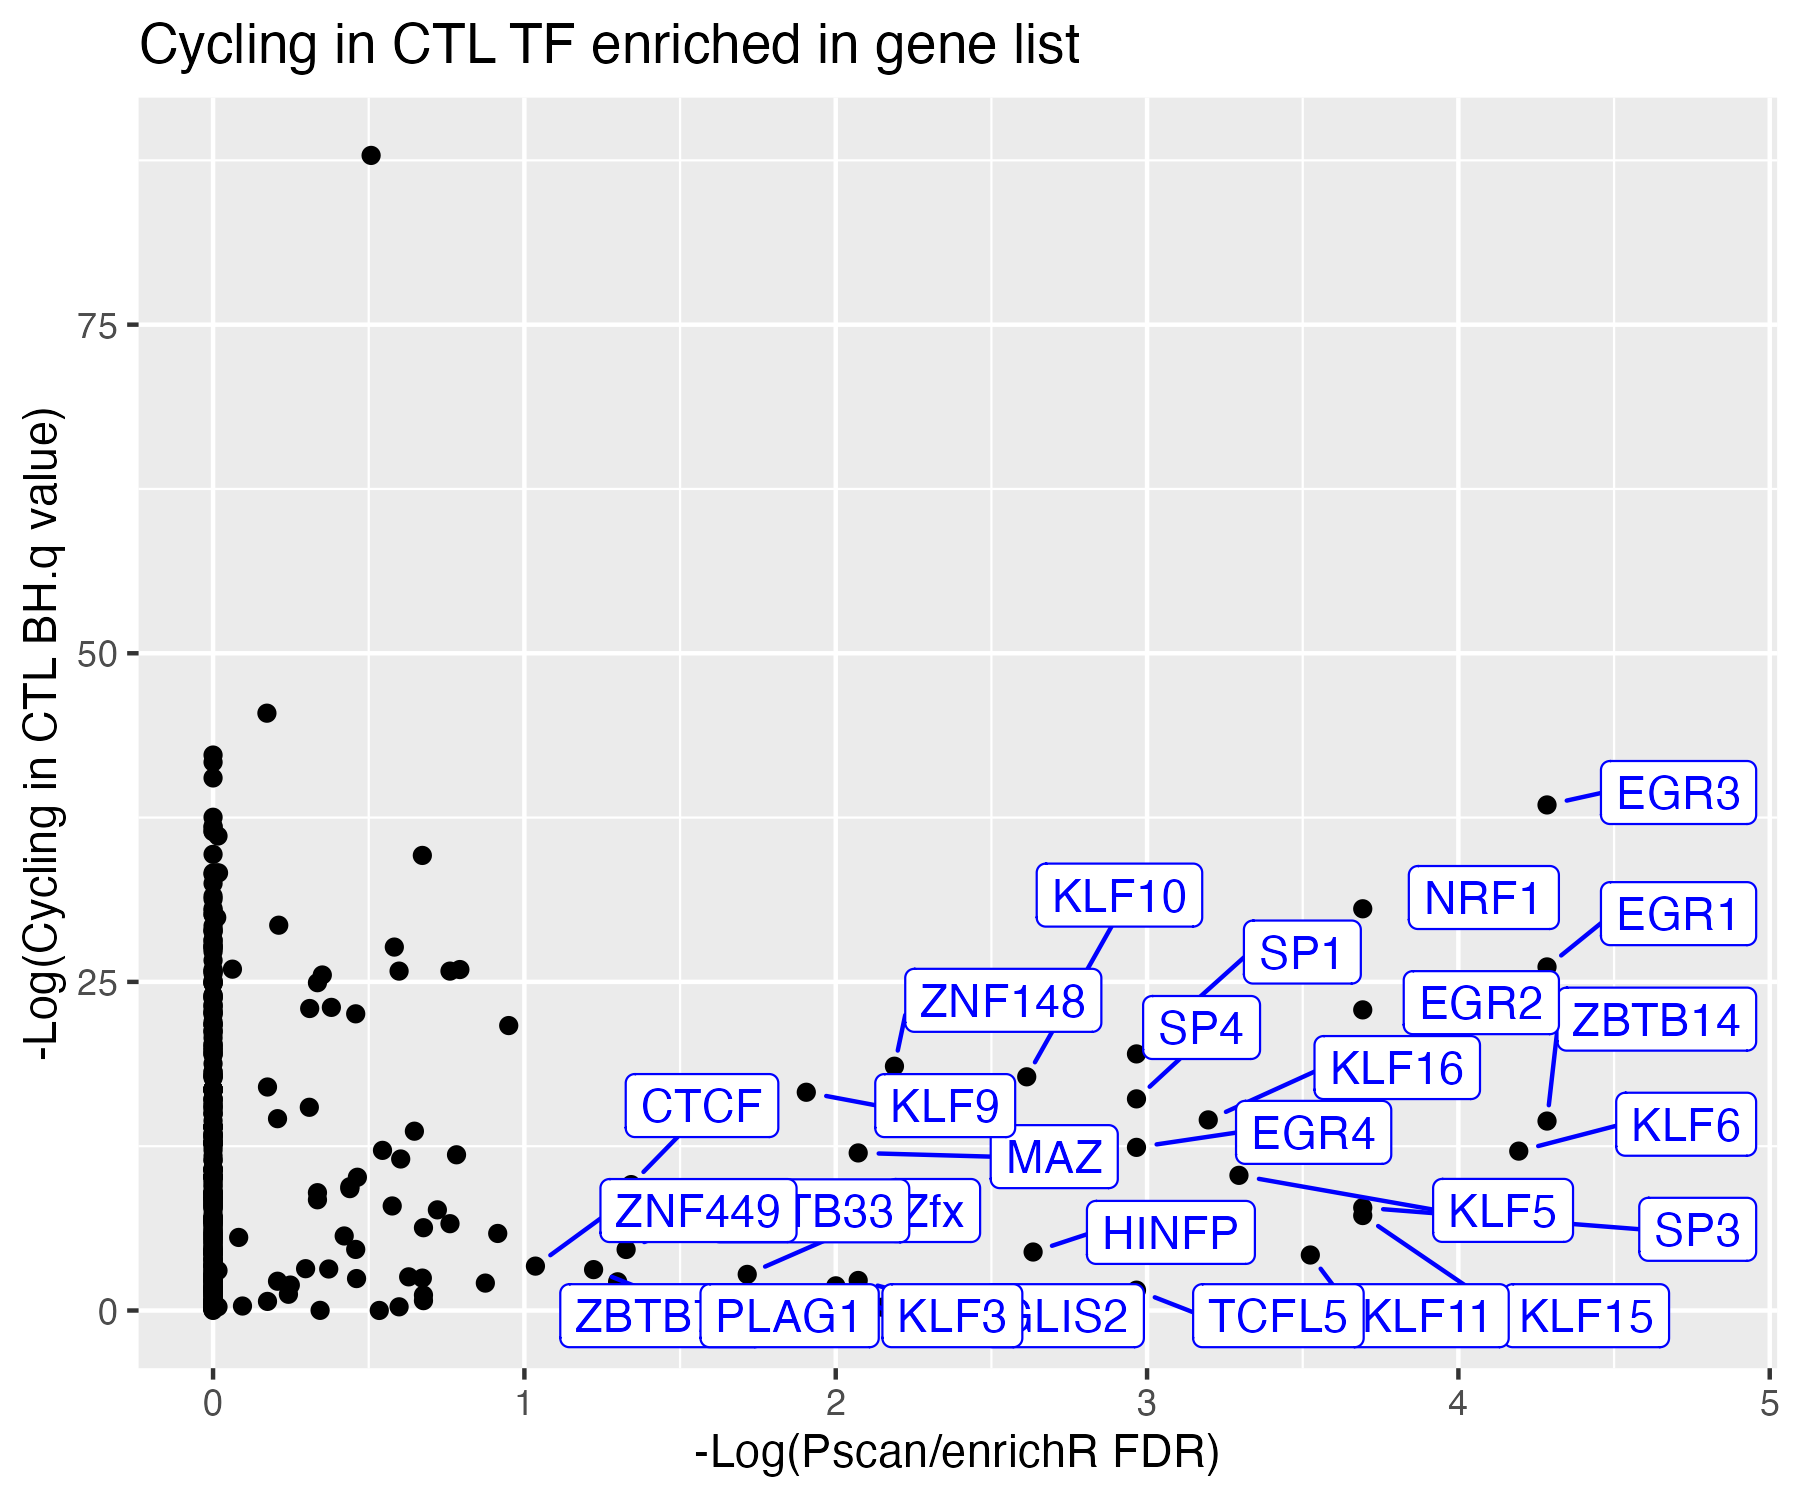 Cycling in CTL TF enriched in gene list
-Log(Cycling in CTL BH.q value)
75
50
25
0
EGR3
KLF10
NRF1
EGR1
SP1
ZNF148
EGR2
ZBTB14
SP4
KLF16
CTCF
KLF9
KLF6
EGR4
MAZ
ZNF449
TB33
Zfx
KLF5
HINFP
SP3
PLAG1
KLF3
GLIS2
TCFL5
KLF11
KLF15
0
1
2
3
4
5
-Log(Pscan/enrichR FDR)